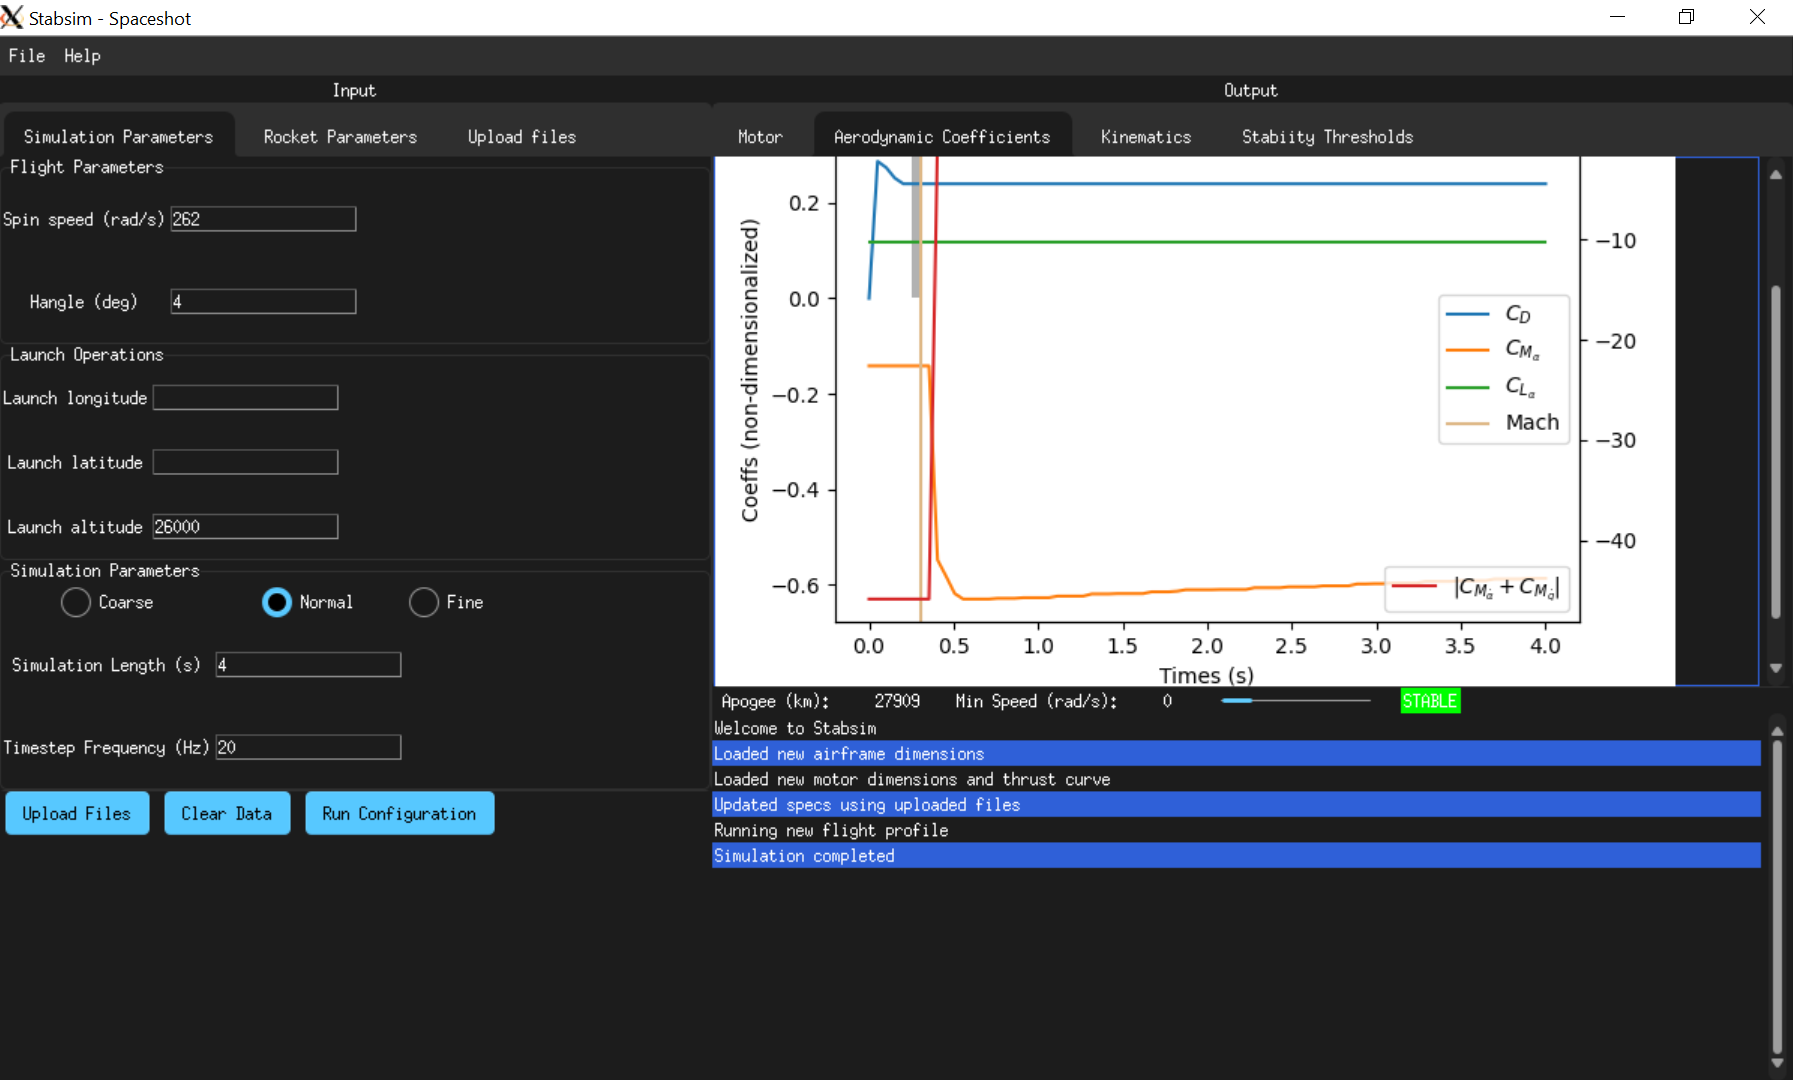 Stabsim - Spaceshot
File Help
Input
Output
Simulation Parameters Rocket Parameters Upload files
Motor Aerodynamic Coefficients Kinematics Stabiity Thresholds
Flight Parameters
Spin speed (rad/s) 262
Hangle (deg) 4
Launch Operations
Launch longitude
Launch latitude
Launch altitude 26000
Simulation Parameters
Coarse Normal Fine
Simulation Length (s) 4
Timestep Frequency (Hz) 20
Upload Files Clear Data Run Configuration
Coeffs (non-dimensionalized)
0.2
0.0
−0.2
−0.4
−0.6
−10
−20
−30
−40
C_D
C_{M_α}
C_{L_α}
Mach
|C_{M_{\dot{α}}} + C_{M_{\dot{q}}}|
0.0 0.5 1.0 1.5 2.0 2.5 3.0 3.5 4.0
Times (s)
Apogee (km): 27909 Min Speed (rad/s): 0 STABLE
Welcome to Stabsim
Loaded new airframe dimensions
Loaded new motor dimensions and thrust curve
Updated specs using uploaded files
Running new flight profile
Simulation completed